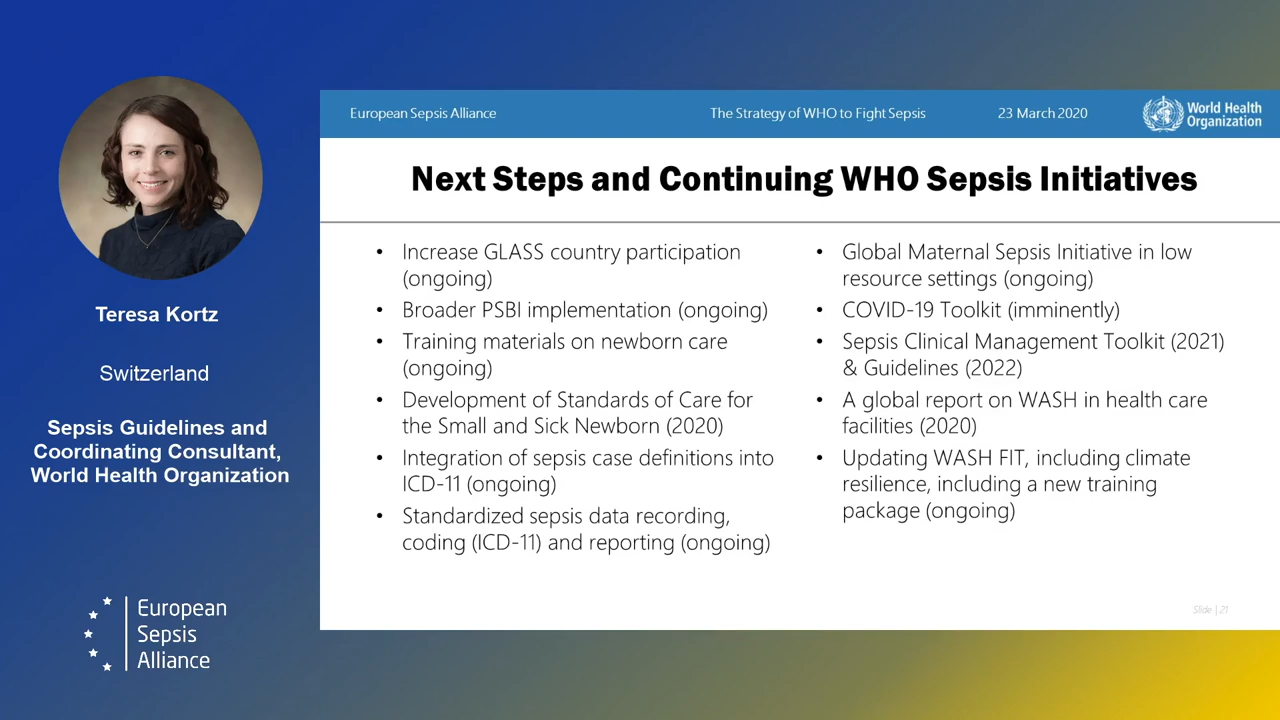 European Sepsis Alliance
The Strategy of WHO to Fight Sepsis
23 March 2020
World Health
Organization
Next Steps and Continuing WHO Sepsis Initiatives
• Increase GLASS country participation
(ongoing)
• Broader PSBI implementation (ongoing)
• Training materials on newborn care
(ongoing)
• Development of Standards of Care for
the Small and Sick Newborn (2020)
• Integration of sepsis case definitions into
ICD-11 (ongoing)
• Standardized sepsis data recording,
coding (ICD-11) and reporting (ongoing)
• Global Maternal Sepsis Initiative in low
resource settings (ongoing)
• COVID-19 Toolkit (imminently)
• Sepsis Clinical Management Toolkit (2021)
& Guidelines (2022)
• A global report on WASH in health care
facilities (2020)
• Updating WASH FIT, including climate
resilience, including a new training
package (ongoing)
Slide | 21
Teresa Kortz
Switzerland
Sepsis Guidelines and
Coordinating Consultant,
World Health Organization
European
Sepsis
Alliance